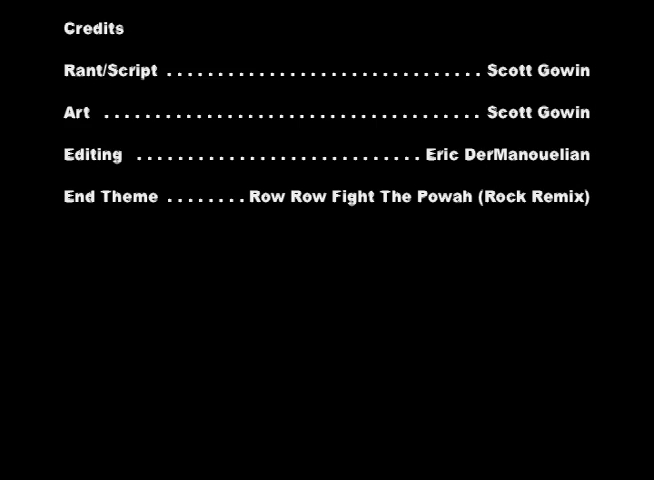 Credits
Rant/Script ............................... Scott Gowin
Art ..................................... Scott Gowin
Editing ............................ Eric DerManouelian
End Theme ........ Row Row Fight The Powah (Rock Remix)